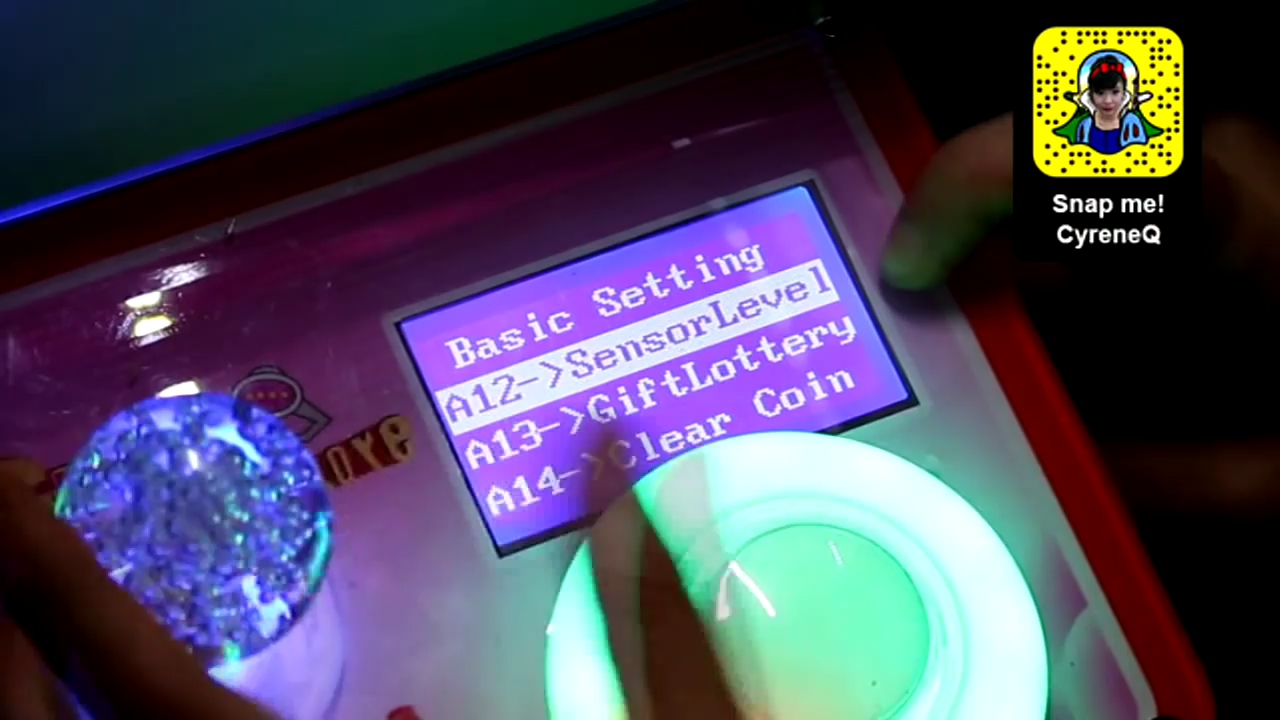 Snap me!
CyreneQ
Basic Setting
A12->SensorLevel
A13->GiftLottery
A14->Clear Coin